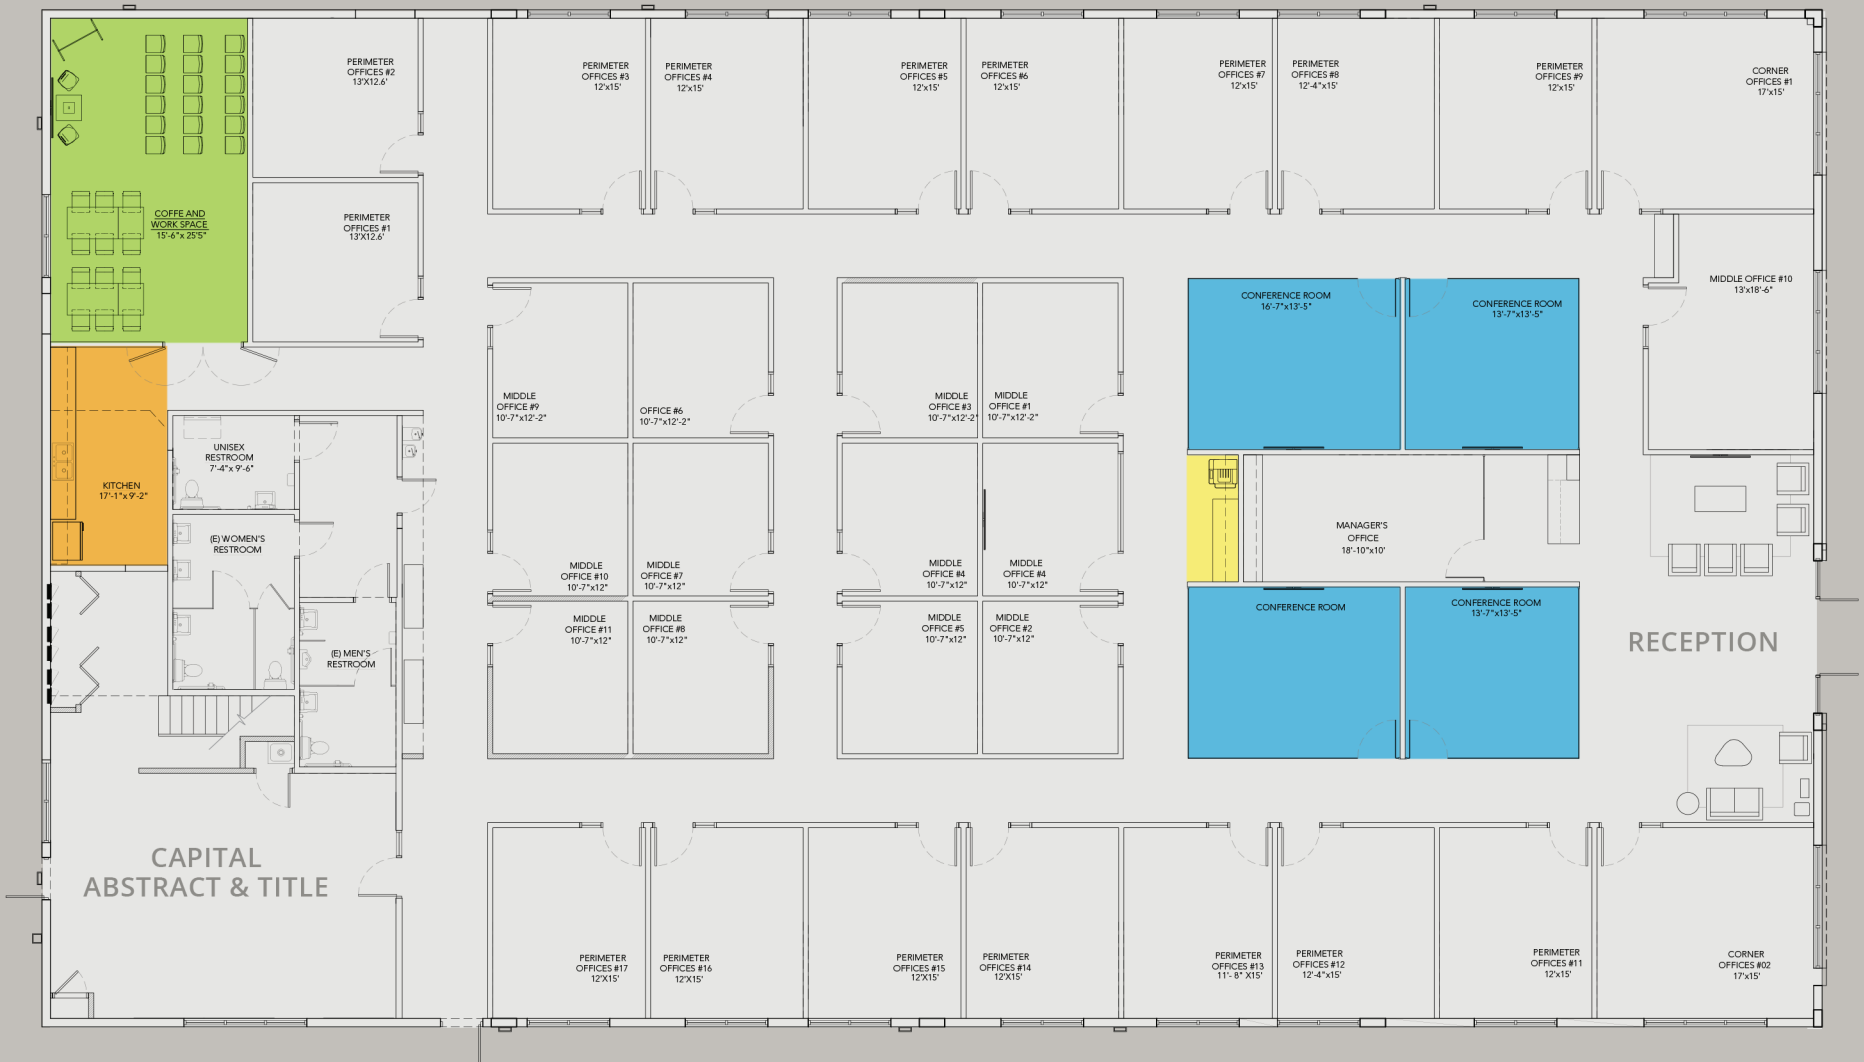 PERIMETER
OFFICES #2
13'X12.6'
PERIMETER
OFFICES #3
12'x15'
PERIMETER
OFFICES #4
12'x15'
PERIMETER
OFFICES #5
12'x15'
PERIMETER
OFFICES #6
12'x15'
PERIMETER
OFFICES #7
12'x15'
PERIMETER
OFFICES #8
12'-4"x15'
PERIMETER
OFFICES #9
12'x15'
CORNER
OFFICES #1
17'x15'
COFFE AND
WORK SPACE
15'-6"x 25'5"
PERIMETER
OFFICES #1
13'X12.6'
MIDDLE OFFICE #10
13'x18'-6"
CONFERENCE ROOM
16'-7"x13'-5"
CONFERENCE ROOM
13'-7"x13'-5"
MIDDLE
OFFICE #9
10'-7"x12'-2"
OFFICE #6
10'-7"x12'-2"
MIDDLE
OFFICE #3
10'-7"x12'-2"
MIDDLE
OFFICE #1
10'-7"x12'-2"
UNISEX
RESTROOM
7'-4"x 9'-6"
KITCHEN
17'-1"x 9'-2"
(E) WOMEN'S
RESTROOM
MANAGER'S
OFFICE
18'-10"x10'
MIDDLE
OFFICE #10
10'-7"x12"
MIDDLE
OFFICE #7
10'-7"x12"
MIDDLE
OFFICE #4
10'-7"x12"
MIDDLE
OFFICE #4
10'-7"x12"
MIDDLE
OFFICE #11
10'-7"x12"
MIDDLE
OFFICE #8
10'-7"x12"
MIDDLE
OFFICE #5
10'-7"x12"
MIDDLE
OFFICE #2
10'-7"x12"
CONFERENCE ROOM
CONFERENCE ROOM
13'-7"x13'-5"
RECEPTION
(E) MEN'S
RESTROOM
CAPITAL
ABSTRACT & TITLE
PERIMETER
OFFICES #17
12'X15'
PERIMETER
OFFICES #16
12'X15'
PERIMETER
OFFICES #15
12'X15'
PERIMETER
OFFICES #14
12'X15'
PERIMETER
OFFICES #13
11'- 8" X15'
PERIMETER
OFFICES #12
12'-4"x15'
PERIMETER
OFFICES #11
12'x15'
CORNER
OFFICES #02
17'x15'